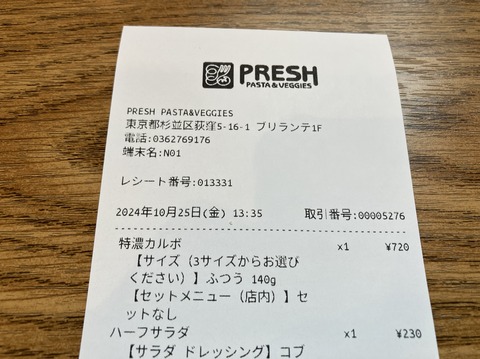 PRESH
PASTA & VEGGIES
PRESH PASTA&VEGGIES
東京都杉並区荻窪5-16-1 ブリランテ1F
電話:0362769176
端末名:N01
レシート番号:013331
2024年10月25日(金) 13:35 取引番号:00005276
特濃カルボ x1 ¥720
【サイズ（3サイズからお選び
ください）】ふつう 140g
【セットメニュー（店内）】セ
ットなし
ハーフサラダ x1 ¥230
【サラダ ドレッシング】コブ